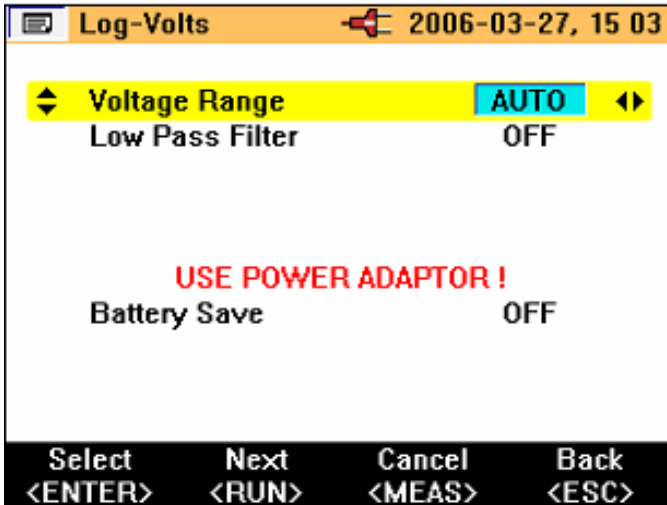 Log-Volts 2006-03-27, 15 03
Voltage Range AUTO
Low Pass Filter OFF
USE POWER ADAPTOR !
Battery Save OFF
Select Next Cancel Back
<ENTER> <RUN> <MEAS> <ESC>